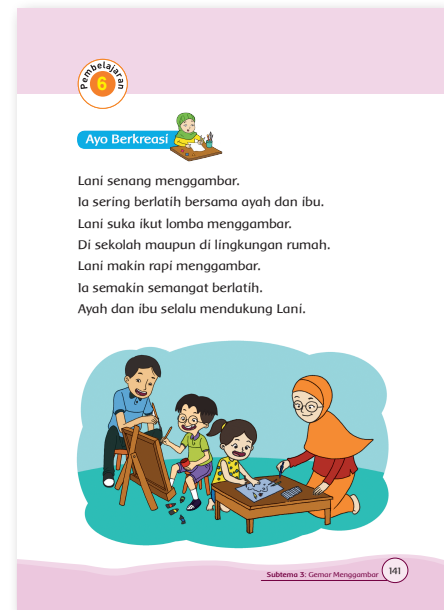 Pembelajaran
6
Ayo Berkreasi
Lani senang menggambar.
Ia sering berlatih bersama ayah dan ibu.
Lani suka ikut lomba menggambar.
Di sekolah maupun di lingkungan rumah.
Lani makin rapi menggambar.
Ia semakin semangat berlatih.
Ayah dan ibu selalu mendukung Lani.
Subtema 3: Gemar Menggambar
141